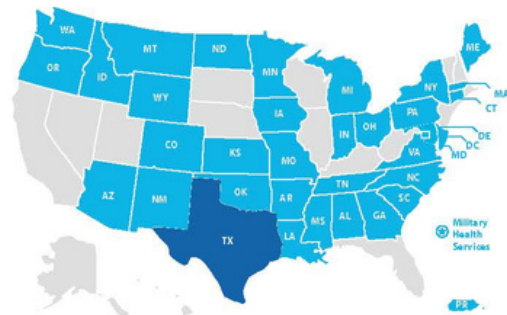 WA
MT
ND
ME
OR
ID
MN
WY
MI
NY
MA
CT
IA
PA
IN
OH
DE
DC
MD
CO
KS
MO
VA
NC
TN
AZ
NM
OK
AR
SC
MS
AL
GA
TX
LA
Military
Health
Services
PR